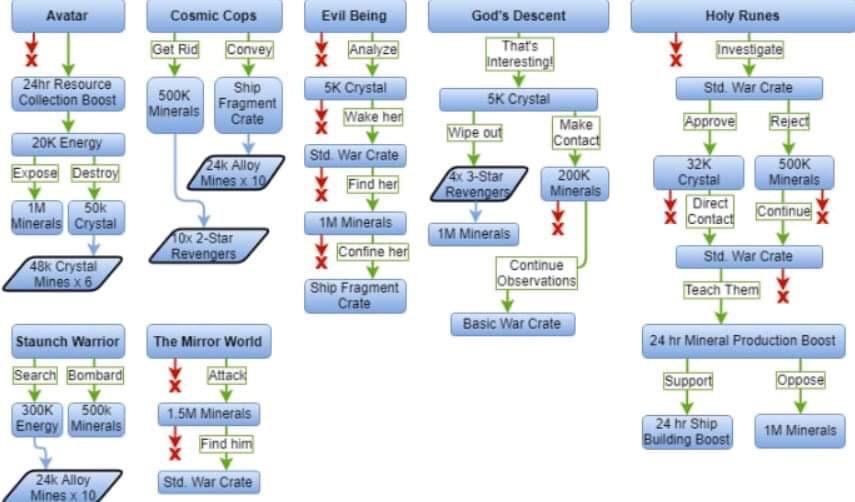 Avatar
24hr Resource
Collection Boost
20K Energy
Expose
Destroy
1M
Minerals
50k
Crystal
48k Crystal
Mines x 6
Cosmic Cops
Get Rid
Convey
500K
Minerals
Ship
Fragment
Crate
24k Alloy
Mines x 10
10x 2-Star
Revengers
Evil Being
X
Analyze
5K Crystal
X
Wake her
Std. War Crate
X
Find her
1M Minerals
X
Confine her
Ship Fragment
Crate
God's Descent
That's
Interesting!
5K Crystal
Wipe out
Make
Contact
4x 3-Star
Revengers
200K
Minerals
1M Minerals
X
Continue
Observations
Basic War Crate
Holy Runes
X
Investigate
Std. War Crate
Approve
Reject
32K
Crystal
500K
Minerals
X
Direct
Contact
Continue
X
Std. War Crate
Teach Them
X
24 hr Mineral Production Boost
Support
Oppose
24 hr Ship
Building Boost
1M Minerals
Staunch Warrior
Search
Bombard
300K
Energy
500k
Minerals
24k Alloy
Mines x 10
The Mirror World
X
Attack
1.5M Minerals
X
Find him
Std. War Crate